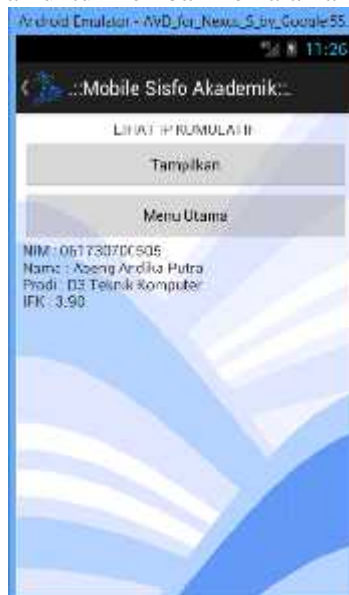 Android Emulator - AVD_for_Nexus_S_by_Google:55
11:26
.::Mobile Sisfo Akademik::.
LIHAT IP KUMULATIF
Tampilkan
Menu Utama
NIM : 061730700505
Nama : Andika Putra
Prodi : D3 Teknik Komputer
IPK : 3.90